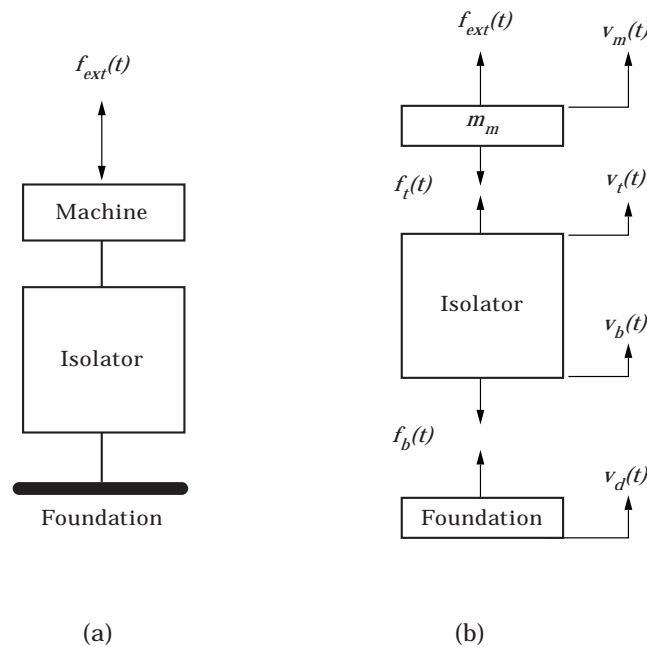 f_ext(t)
Machine
Isolator
Foundation
(a)
f_ext(t)
v_m(t)
m_m
f_t(t)
v_t(t)
Isolator
v_b(t)
f_b(t)
v_d(t)
Foundation
(b)